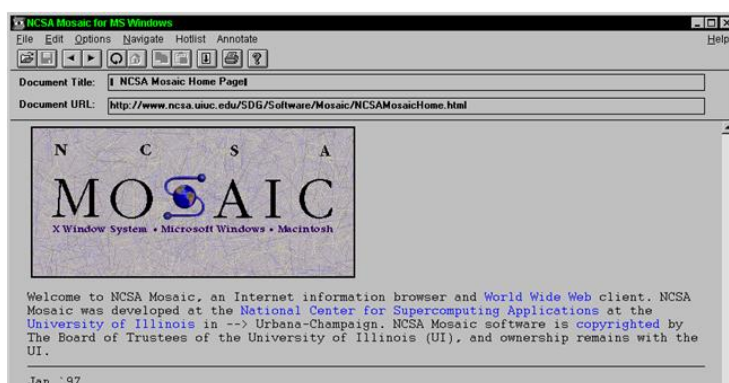 NCSA Mosaic for MS Windows
File Edit Options Navigate Hotlist Annotate Help
Document Title: NCSA Mosaic Home Page
Document URL: http://www.ncsa.uiuc.edu/SDG/Software/Mosaic/NCSAMosaicHome.html
N C S A
MOSAIC
X Window System • Microsoft Windows • Macintosh
Welcome to NCSA Mosaic, an Internet information browser and World Wide Web client. NCSA
Mosaic was developed at the National Center for Supercomputing Applications at the
University of Illinois in --> Urbana-Champaign. NCSA Mosaic software is copyrighted by
The Board of Trustees of the University of Illinois (UI), and ownership remains with the
UI.
Jan `97